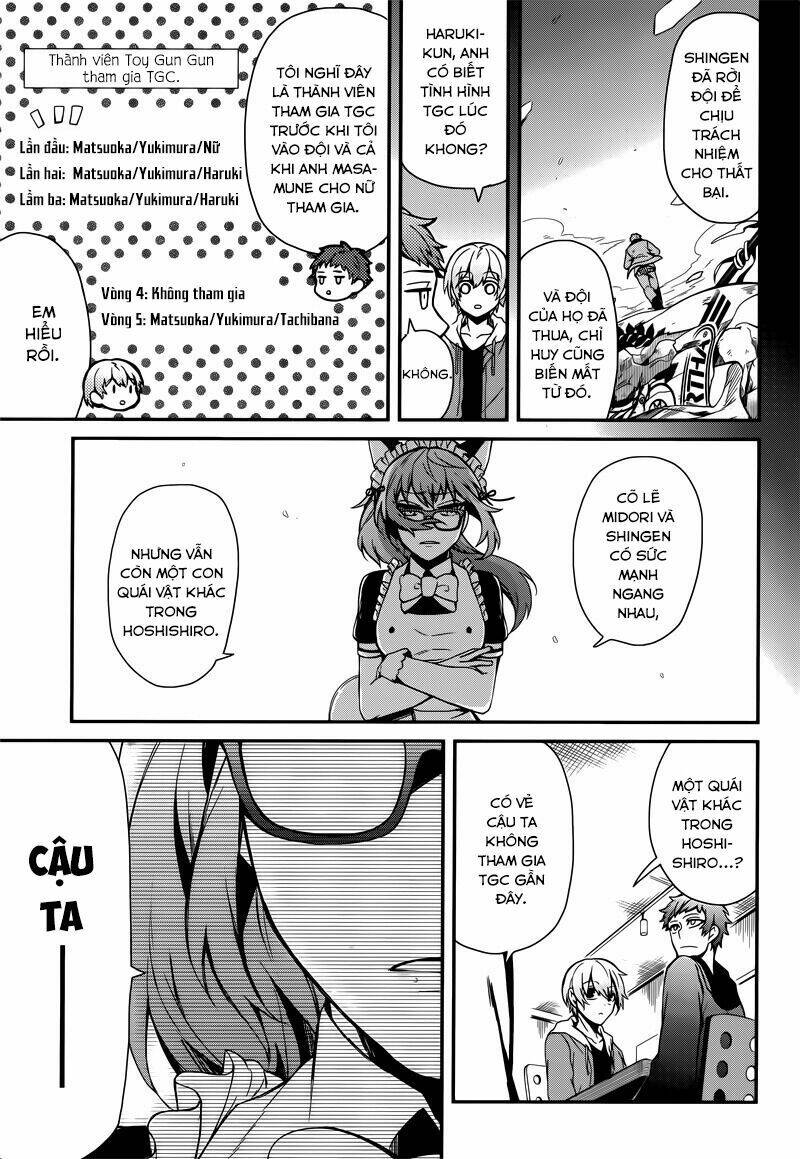 SHINGEN
ĐÃ RỜI
ĐỘI ĐỂ
CHỊU
TRÁCH
NHIỆM
CHO THẤT
BẠI.
VÀ ĐỘI
CỦA HỌ ĐÃ
THUA, CHỈ
HUY CŨNG
BIẾN MẤT
TỪ ĐÓ.
HARUKI-
KUN, ANH
CÓ BIẾT
TÌNH HÌNH
TGC LÚC
ĐÓ
KHONG?
KHÔNG.
TÔI NGHĨ ĐÂY
LÀ THÀNH VIÊN
THAM GIA TGC
TRƯỚC KHI TÔI
VÀO ĐỘI VÀ CẢ
KHI ANH MASA-
MUNE CHO NỮ
THAM GIA.
Thành viên Toy Gun Gun
tham gia TGC.
Lần đầu: Matsuoka/Yukimura/Nữ
Lần hai: Matsuoka/Yukimura/Haruki
Lầm ba: Matsuoka/Yukimura/Haruki
Vòng 4: Không tham gia
Vòng 5: Matsuoka/Yukimura/Tachibana
EM
HIỂU
RỒI.
CÕ LẼ
MIDORI VÀ
SHINGEN
CÓ SỨC
MẠNH
NGANG
NHAU,
NHƯNG VẪN
CÒN MỘT CON
QUÁI VẬT KHÁC
TRONG
HOSHISHIRO.
MỘT QUÁI
VẬT KHÁC
TRONG
HOSHI-
SHIRO...?
CÓ VẺ
CẬU TA
KHÔNG
THAM GIA
TGC GẦN
ĐÂY.
CẬU
TA